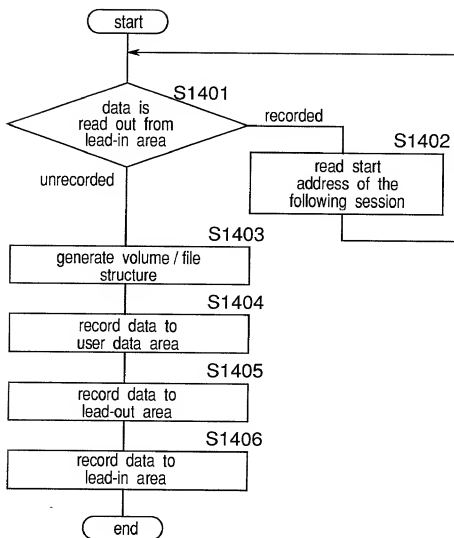 start
S1401
data is
read out from
lead-in area
recorded
S1402
read start
address of the
following session
unrecorded
S1403
generate volume / file
structure
S1404
record data to
user data area
S1405
record data to
lead-out area
S1406
record data to
lead-in area
end